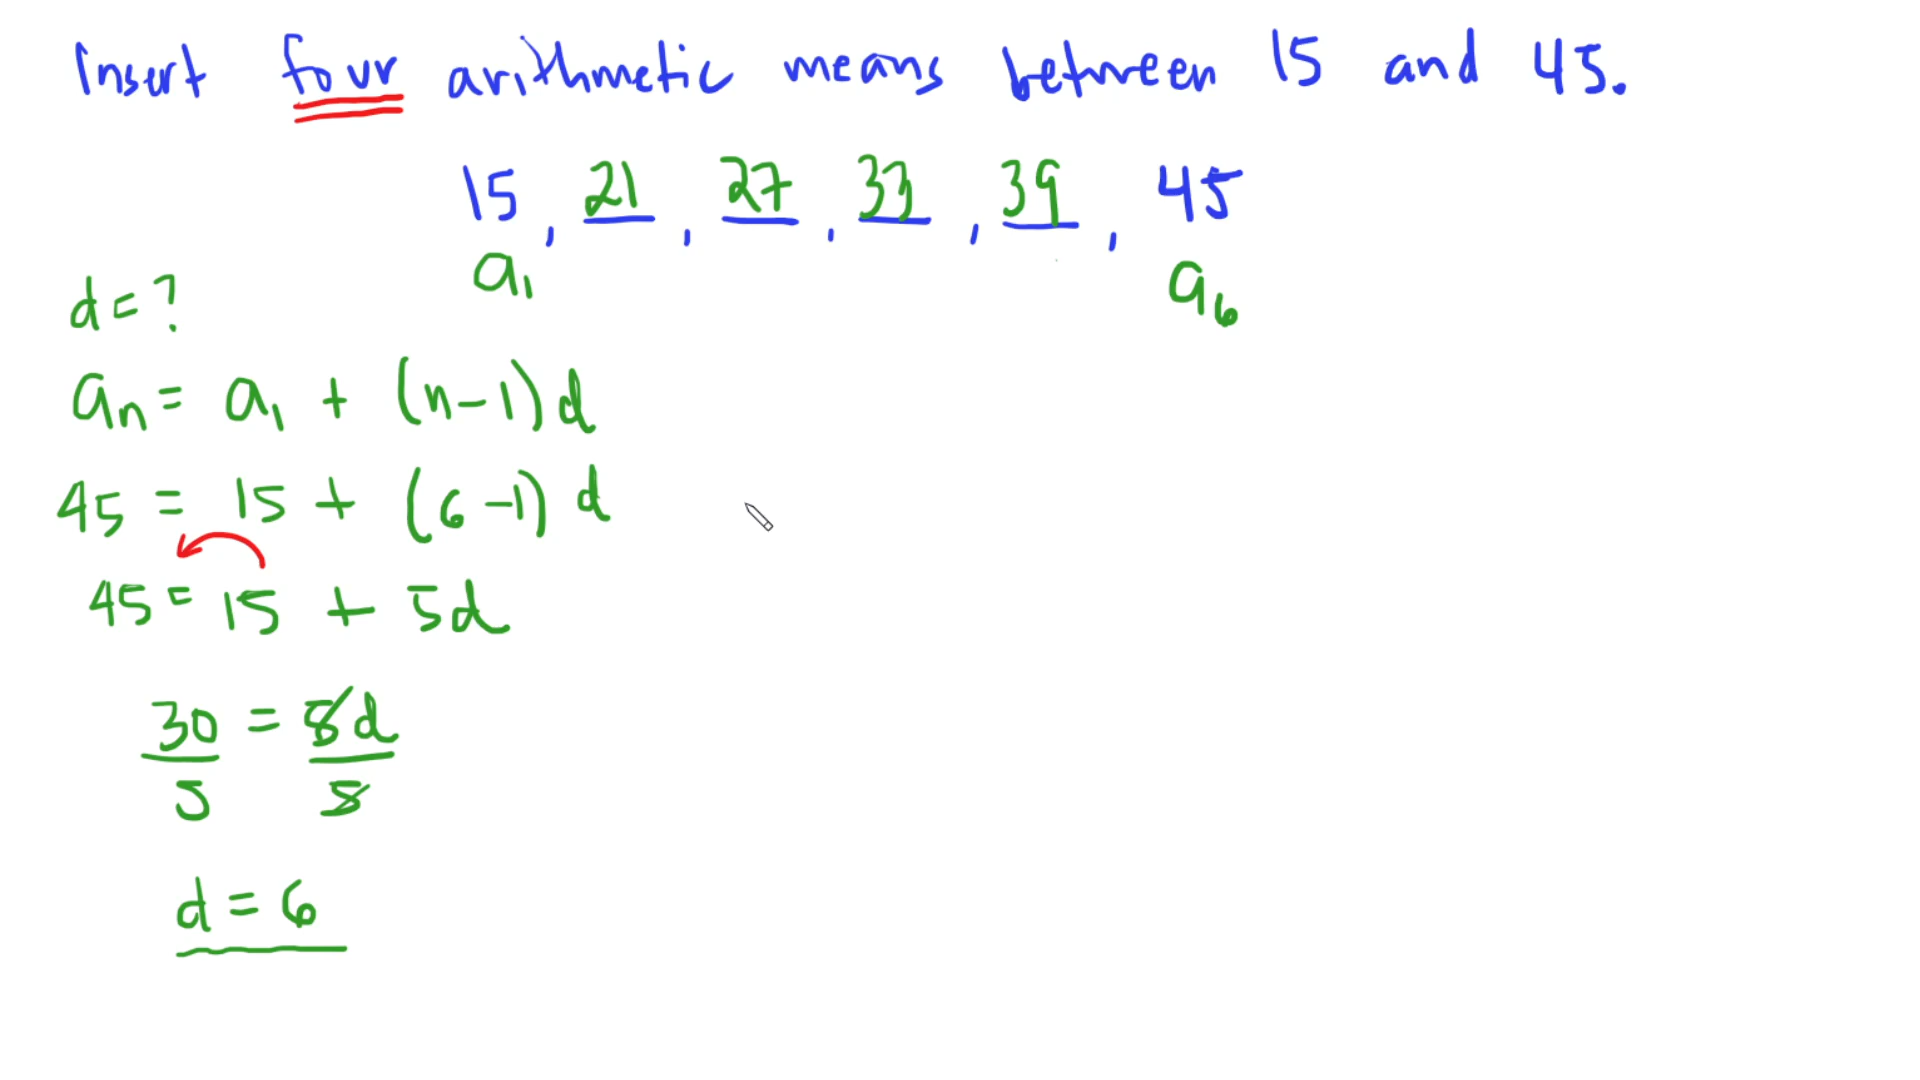 Insert four arithmetic means between 15 and 45.
15, 21, 27, 33, 39, 45
a₁ a₆
d = ?
aₙ = a₁ + (n-1)d
45 = 15 + (6-1)d
45 = 15 + 5d
30 = 5d
5 5
d = 6